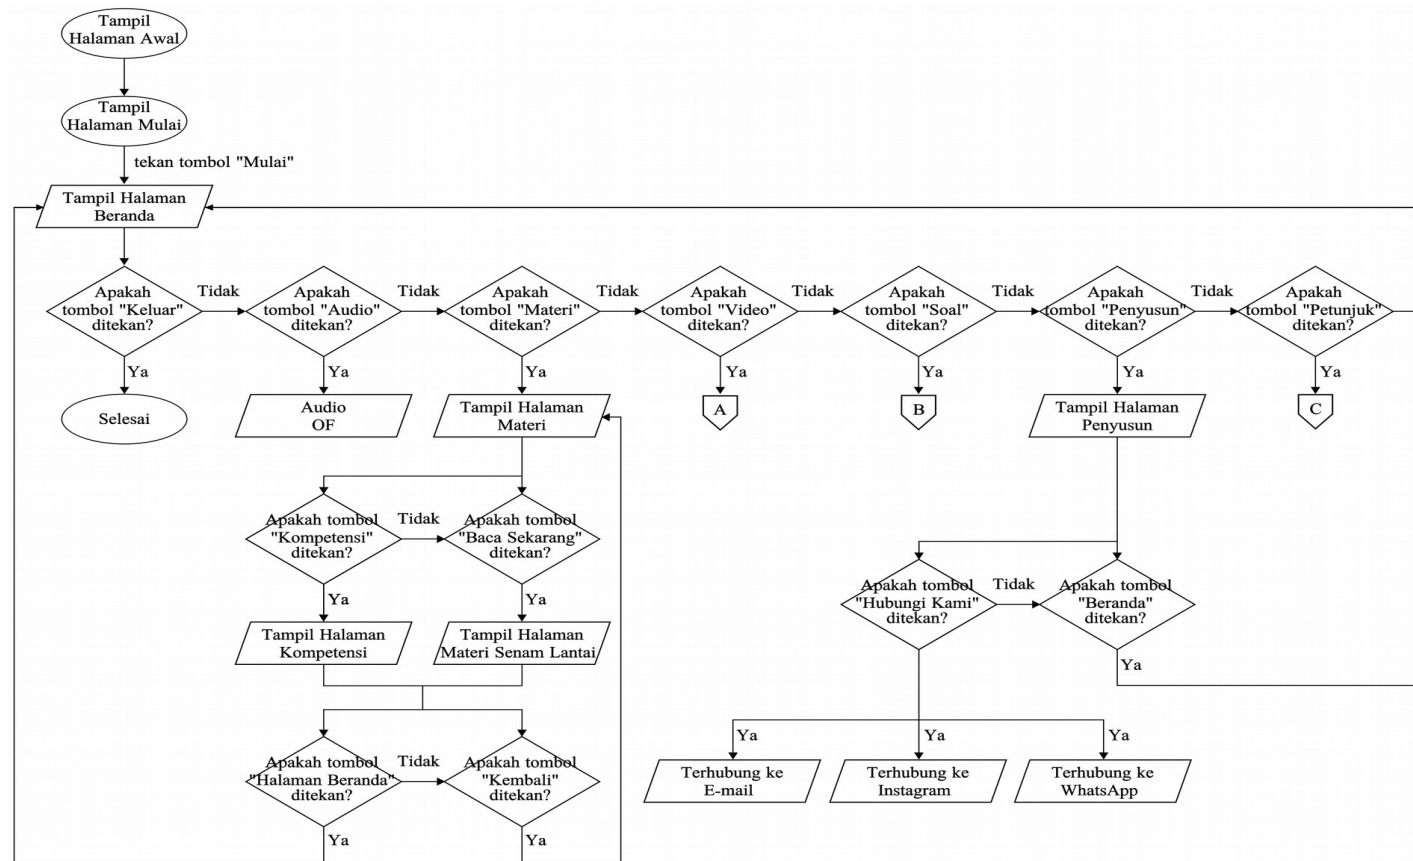 Tampil
Halaman Awal
Tampil
Halaman Mulai
tekan tombol "Mulai"
Tampil Halaman
Beranda
Apakah
tombol "Keluar"
ditekan?
Tidak
Apakah
tombol "Audio"
ditekan?
Tidak
Apakah
tombol "Materi"
ditekan?
Tidak
Apakah
tombol "Video"
ditekan?
Tidak
Apakah
tombol "Soal"
ditekan?
Tidak
Apakah
tombol "Penyusun"
ditekan?
Tidak
Apakah
tombol "Petunjuk"
ditekan?
Ya
Ya
Ya
Ya
Ya
Ya
Ya
Selesai
Audio
OF
Tampil Halaman
Materi
A
B
Tampil Halaman
Penyusun
C
Apakah tombol
"Kompetensi"
ditekan?
Tidak
Apakah tombol
"Baca Sekarang"
ditekan?
Ya
Ya
Tampil Halaman
Kompetensi
Tampil Halaman
Materi Senam Lantai
Apakah tombol
"Hubungi Kami"
ditekan?
Tidak
Apakah tombol
"Beranda"
ditekan?
Ya
Ya
Ya
Ya
Apakah tombol
"Halaman Beranda"
ditekan?
Tidak
Apakah tombol
"Kembali"
ditekan?
Ya
Ya
Terhubung ke
E-mail
Terhubung ke
Instagram
Terhubung ke
WhatsApp